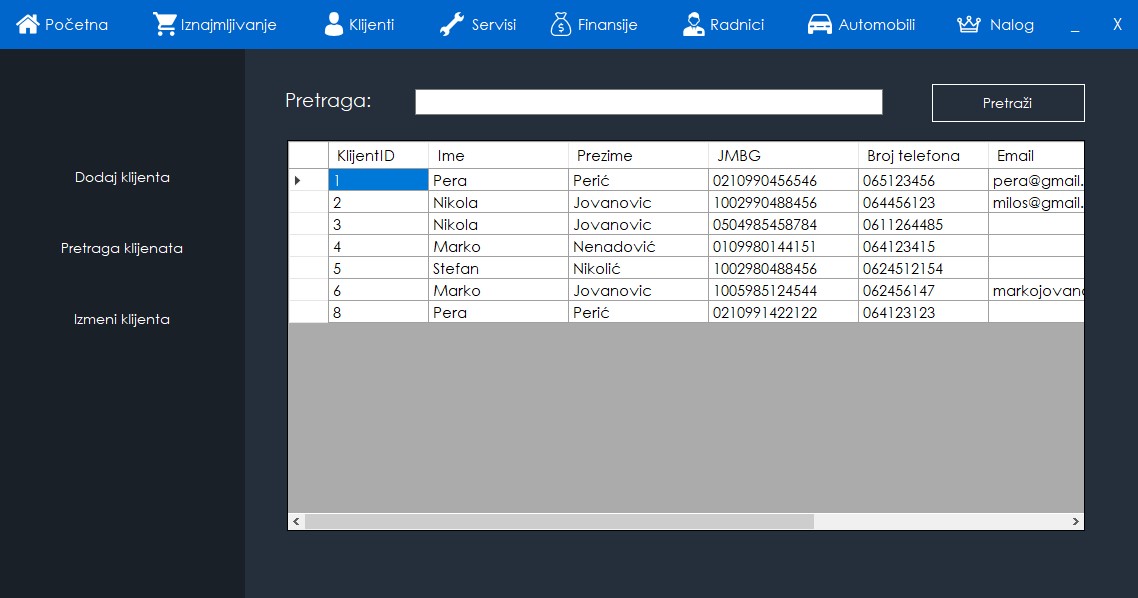 Početna Iznajmljivanje Klijenti Servisi Finansije Radnici Automobili Nalog _ X
Pretraga: Pretraži
Dodaj klijenta
Pretraga klijenata
Izmeni klijenta
KlijentID Ime Prezime JMBG Broj telefona Email
1 Pera Perić 0210990456546 065123456 pera@gmail.
2 Nikola Jovanovic 1002990488456 064456123 milos@gmail.
3 Nikola Jovanovic 0504985458784 0611264485
4 Marko Nenadović 0109980144151 064123415
5 Stefan Nikolić 1002980488456 0624512154
6 Marko Jovanovic 1005985124544 062456147 markojovano
8 Pera Perić 0210991422122 064123123